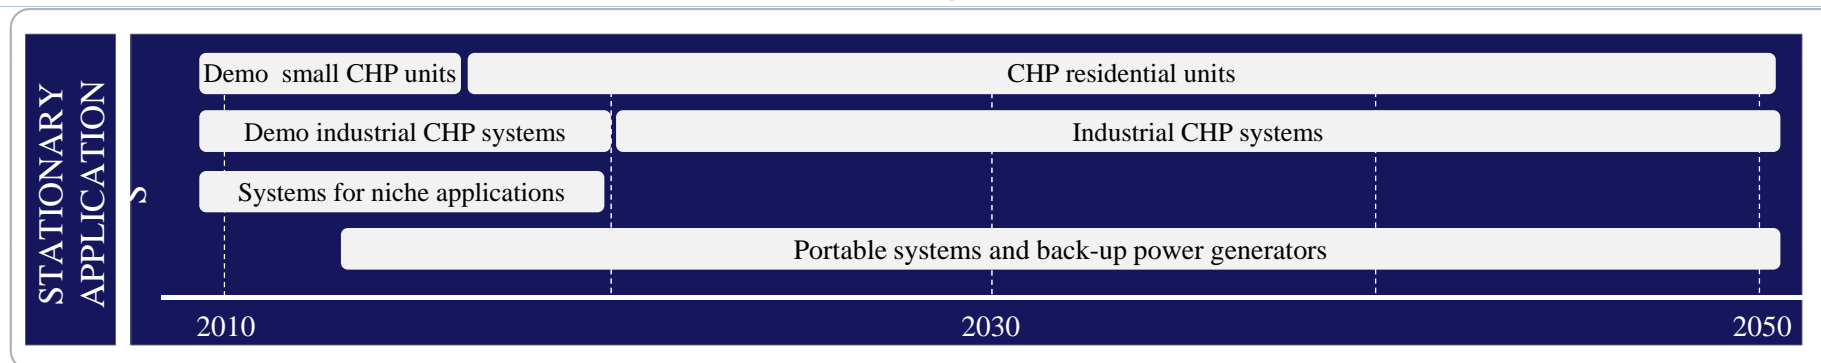 STATIONARY
APPLICATION
S
Demo  small CHP units
CHP residential units
Demo industrial CHP systems
Industrial CHP systems
Systems for niche applications
Portable systems and back-up power generators
2010
2030
2050